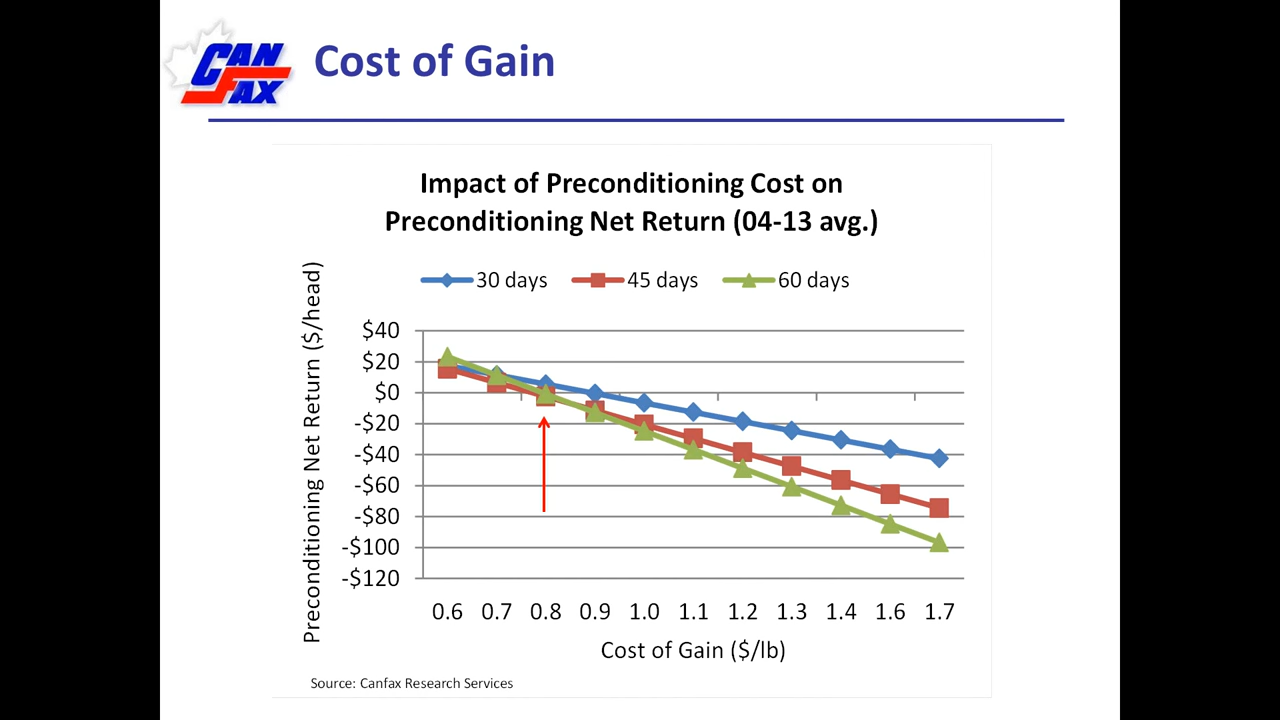 CAN
FAX
Cost of Gain
Impact of Preconditioning Cost on
Preconditioning Net Return (04-13 avg.)
30 days
45 days
60 days
Preconditioning Net Return ($/head)
$40
$20
$0
-$20
-$40
-$60
-$80
-$100
-$120
0.6 0.7 0.8 0.9 1.0 1.1 1.2 1.3 1.4 1.6 1.7
Cost of Gain ($/lb)
Source: Canfax Research Services